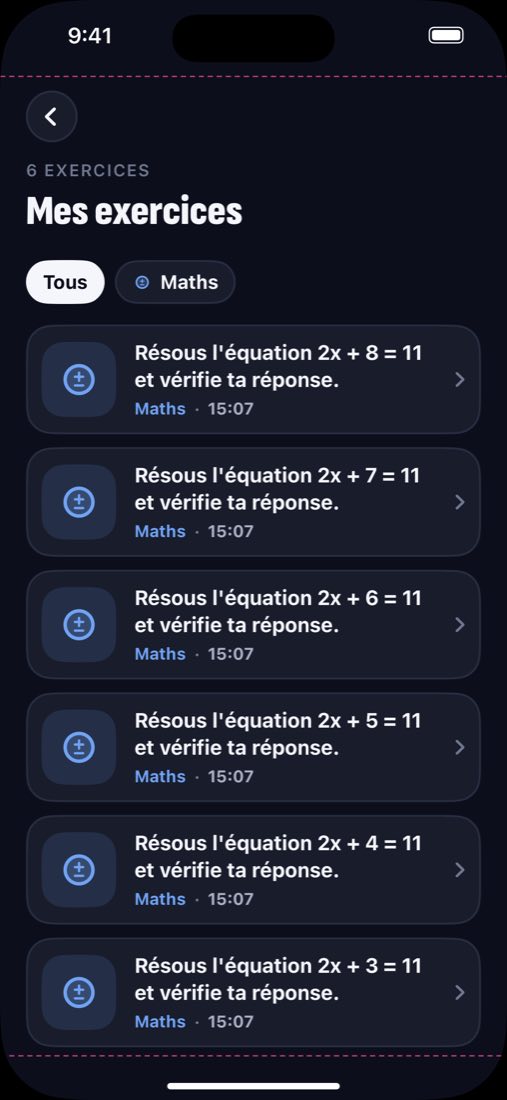 9:41
6 EXERCICES
Mes exercices
Tous
Maths
Résous l'équation 2x + 8 = 11
et vérifie ta réponse.
Maths · 15:07
Résous l'équation 2x + 7 = 11
et vérifie ta réponse.
Maths · 15:07
Résous l'équation 2x + 6 = 11
et vérifie ta réponse.
Maths · 15:07
Résous l'équation 2x + 5 = 11
et vérifie ta réponse.
Maths · 15:07
Résous l'équation 2x + 4 = 11
et vérifie ta réponse.
Maths · 15:07
Résous l'équation 2x + 3 = 11
et vérifie ta réponse.
Maths · 15:07